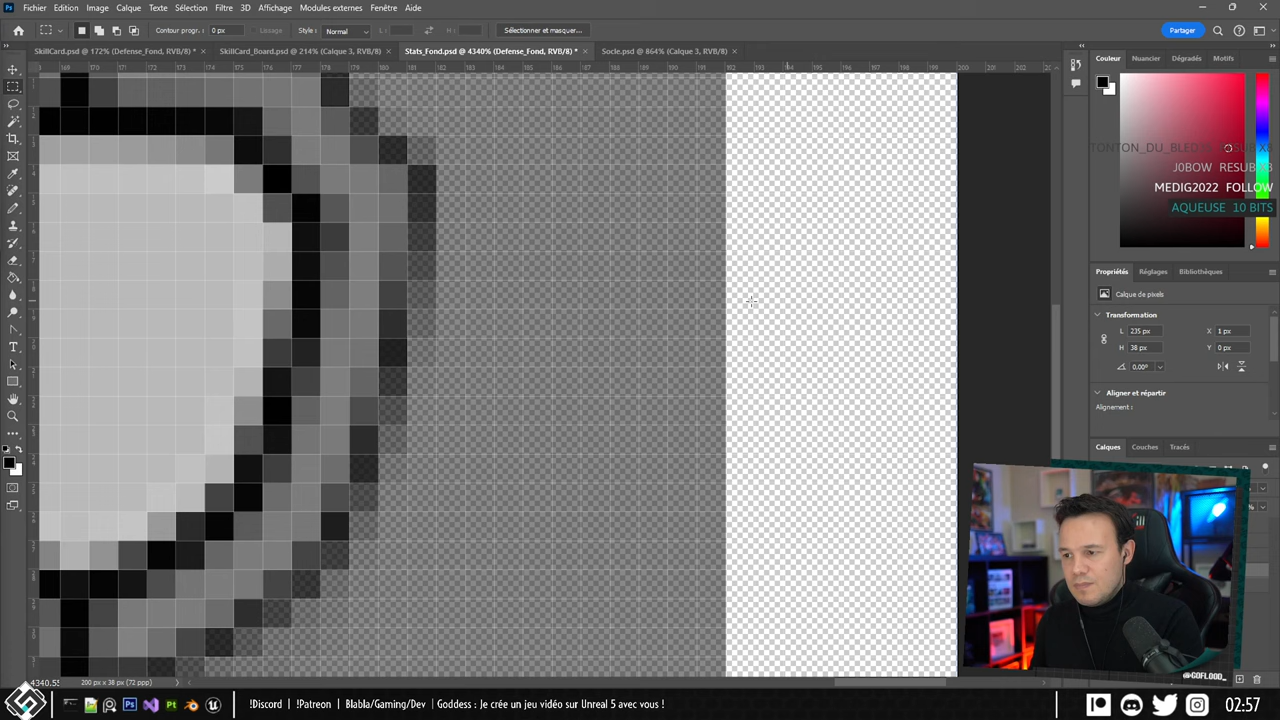 Fichier Edition Image Calque Texte Sélection Filtre 3D Affichage Modules externes Fenêtre Aide
Contour progr. : 0 px Lissage Style : Normal L. : H. : Sélectionner et masquer... Partager
SkillCard.psd @ 172% (Defense_Fond, RVB/8) * × SkillCard_Board.psd @ 214% (Calque 3, RVB/8) × Stats_Fond.psd @ 4340% (Defense_Fond, RVB/8) * × Socle.psd @ 864% (Calque 3, RVB/8) ×
Couleur Nuancier Dégradés Motifs
J0BOW RESUB X8
MEDIG2022 FOLLOW
AQUEUSE 10 BITS
Propriétés Réglages Bibliothèques
Calque de pixels
Transformation
L 235 px X 1 px
H 38 px Y 0 px
0,00°
Aligner et répartir
Alignement :
Calques Couches Tracés
200 px x 38 px (72 ppp)
@GOFLOOD_
!Discord | !Patreon | Blabla/Gaming/Dev | Goddess : Je crée un jeu vidéo sur Unreal 5 avec vous !
02:57